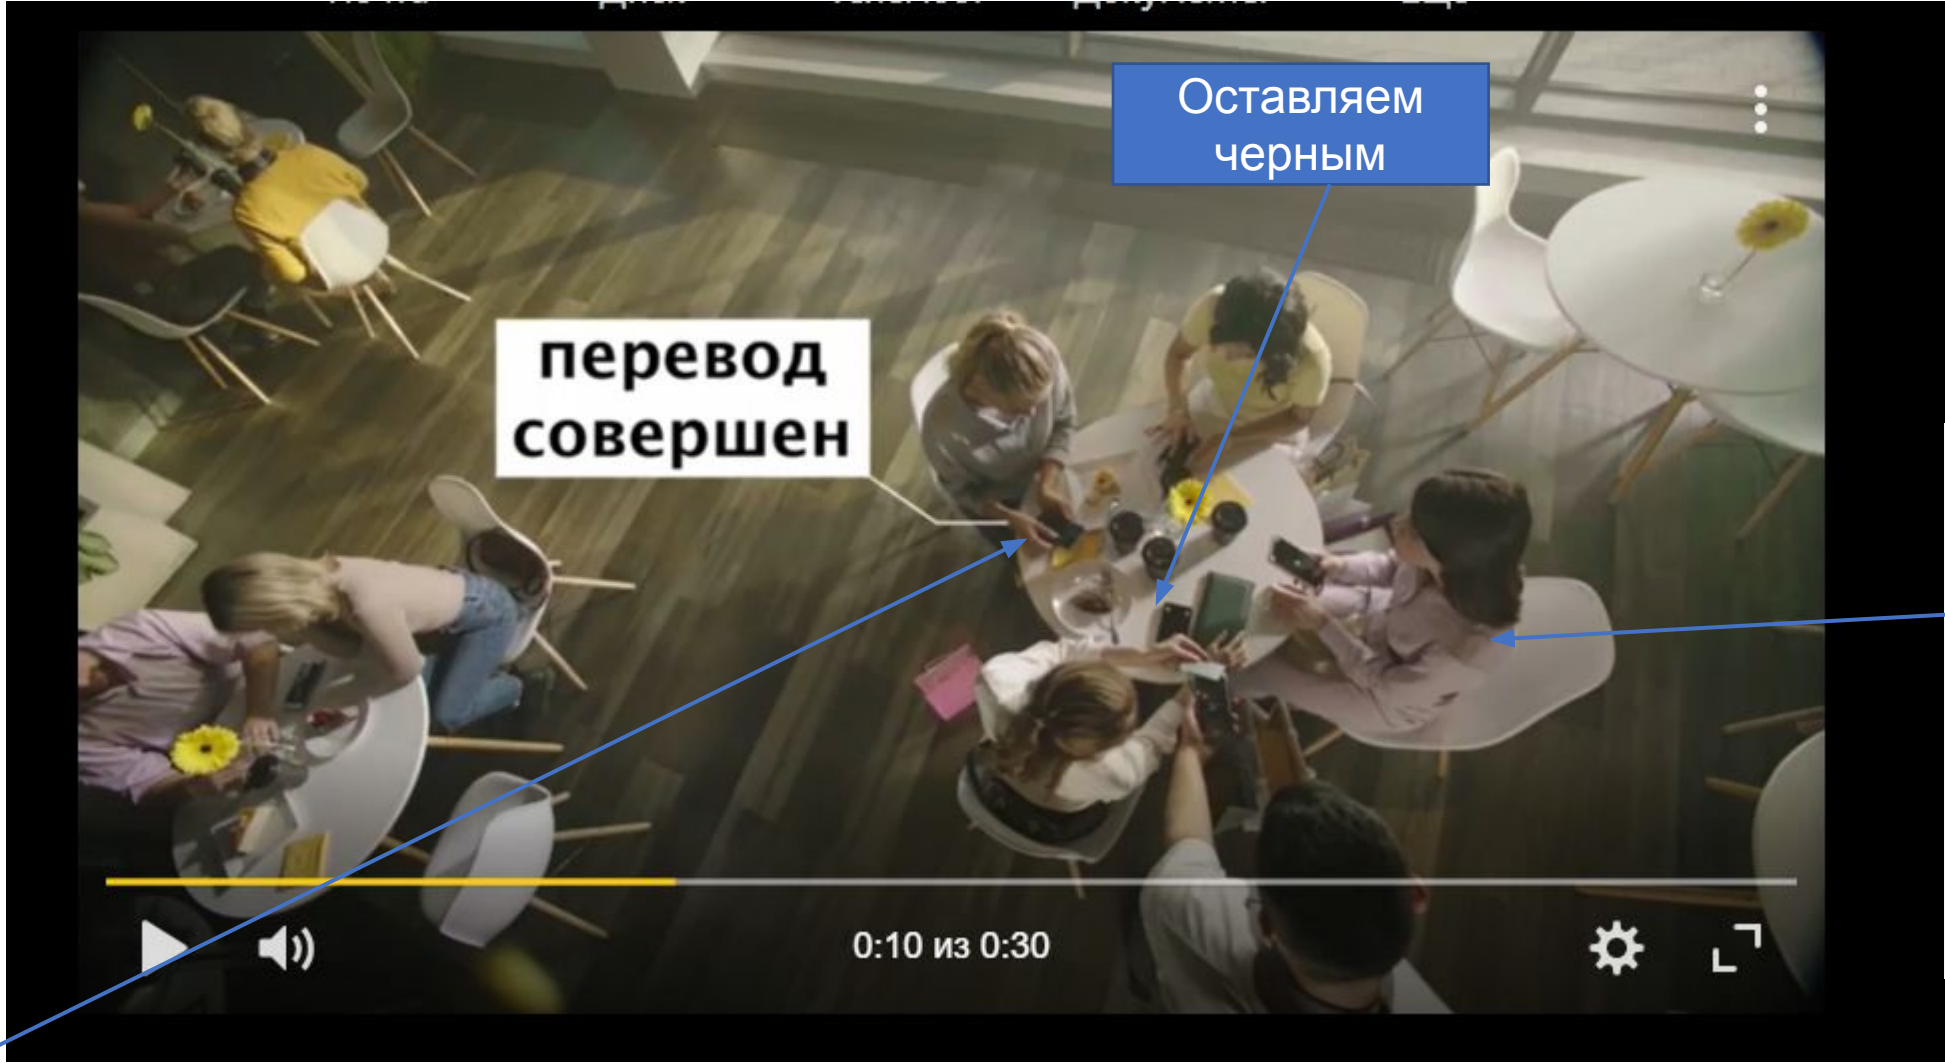 Оставляем
черным
перевод
совершен
0:10 из 0:30